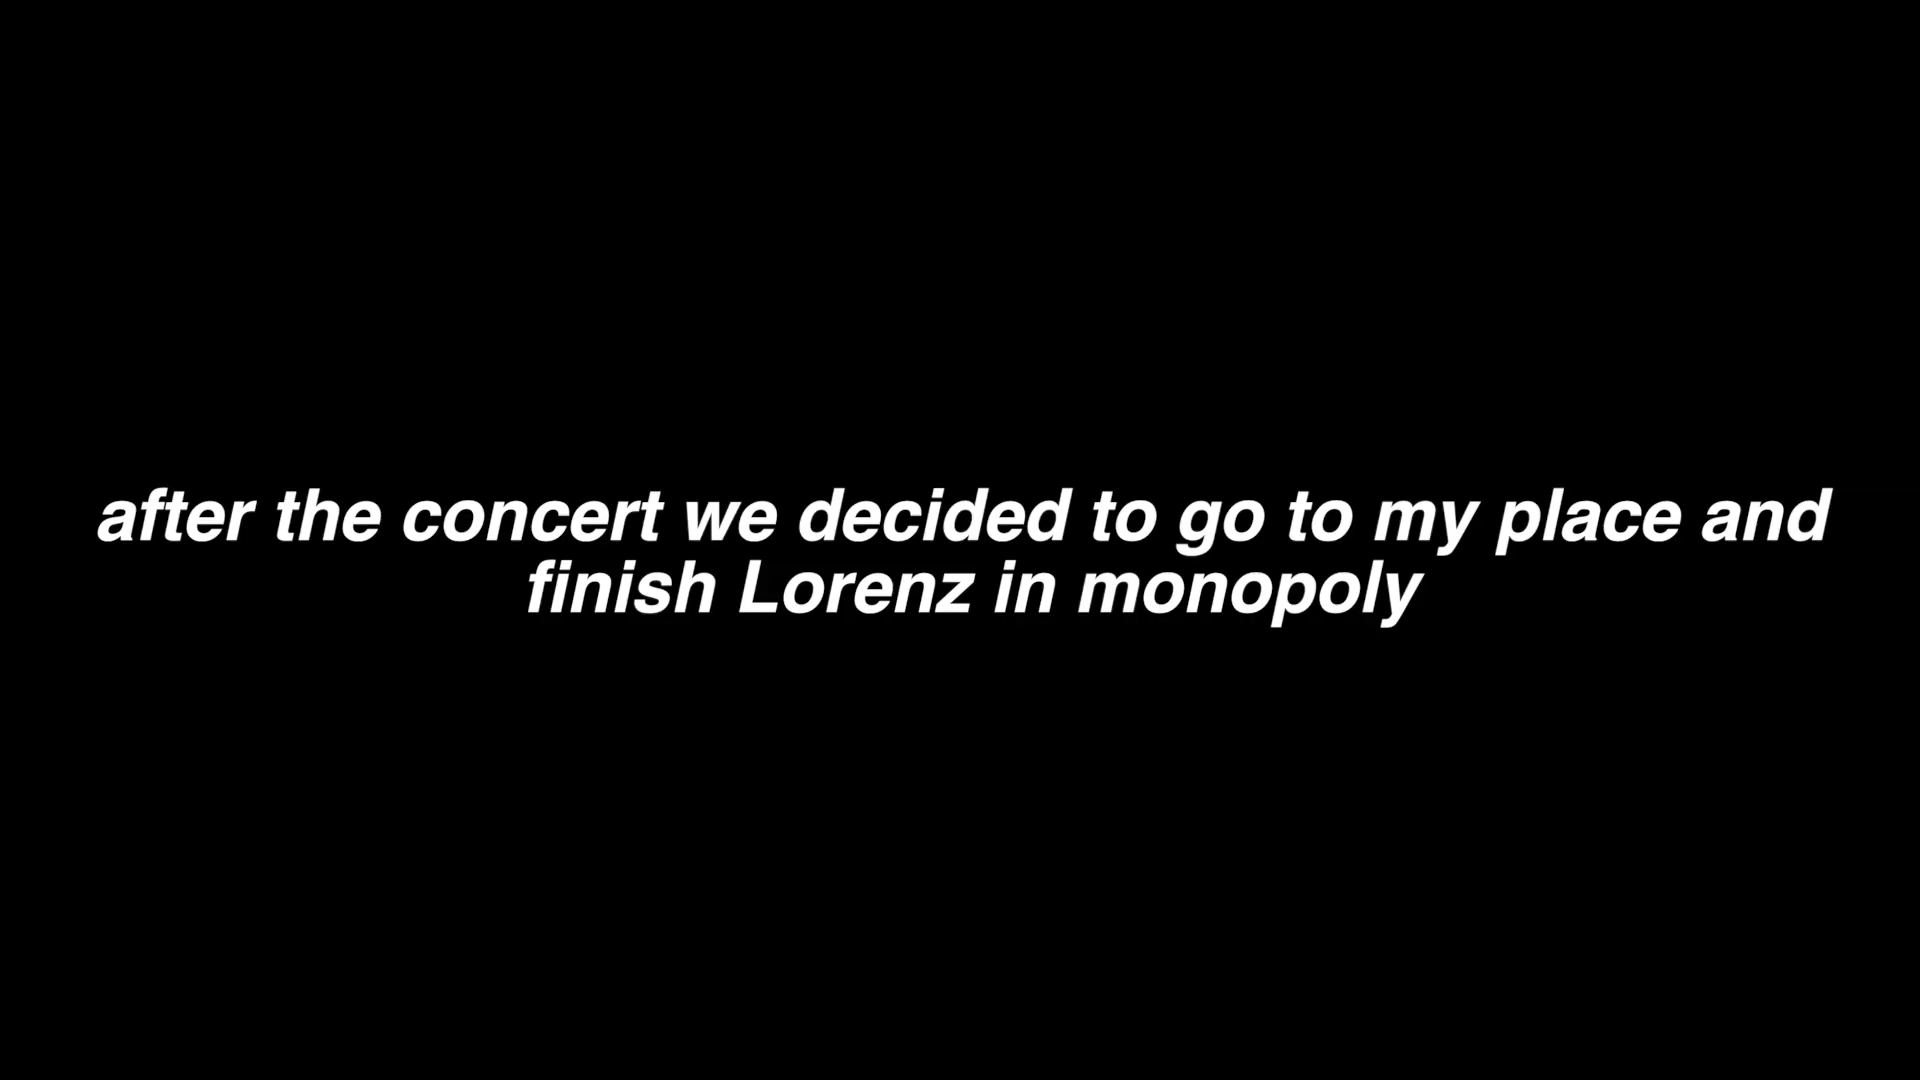 after the concert we decided to go to my place and
finish Lorenz in monopoly